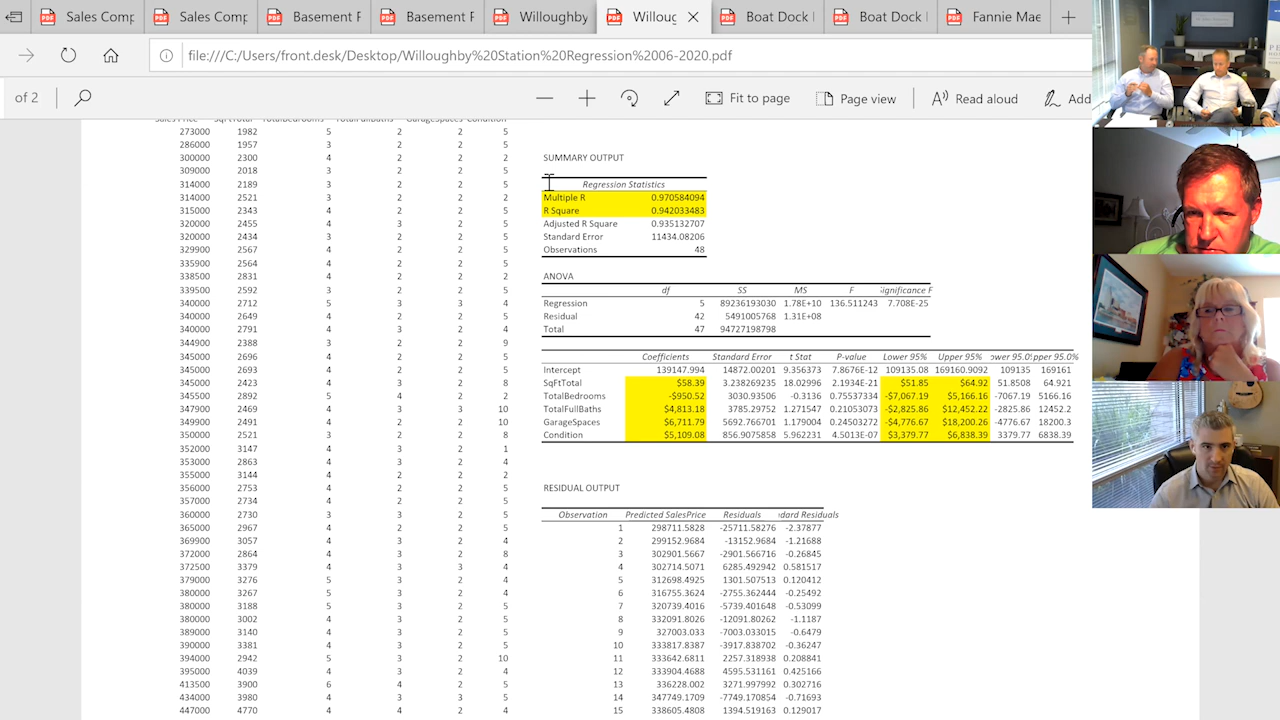 Sales Comp
Sales Comp
Basement F
Basement F
Willoughby
Willoug
Boat Dock
Boat Dock
Fannie Mae
file:///C:/Users/front.desk/Desktop/Willoughby%20Station%20Regression%2006-2020.pdf
of 2
Fit to page
Page view
Read aloud
Add
Sales Price SqFtTotal TotalBedrooms TotalFullBaths GarageSpaces Condition
273000 1982 5 2 2 5
286000 1957 3 2 2 5
300000 2300 4 2 2 2
309000 2018 3 2 2 5
314000 2189 3 2 2 5
314000 2521 3 2 2 2
315000 2343 4 2 2 5
320000 2455 4 3 2 4
320000 2434 3 2 2 5
329900 2567 4 2 2 5
335900 2564 4 2 2 5
338500 2831 4 2 2 2
339500 2592 3 2 2 5
340000 2712 5 3 3 4
340000 2649 4 2 2 5
340000 2791 4 3 2 4
344900 2388 3 2 2 9
345000 2696 4 2 2 5
345000 2693 4 2 2 5
345000 2423 4 3 2 8
345500 2896 5 2 2 5
347900 2469 4 2 3 10
349900 2491 4 2 2 10
350000 2521 3 2 2 8
352000 3147 4 3 2 1
353000 2863 4 3 2 4
355000 3144 4 2 2 2
356000 2753 4 2 2 5
357000 2734 4 2 2 5
360000 2730 3 3 2 5
365000 2967 4 2 2 5
369900 3057 4 3 2 4
372000 2864 4 3 2 8
372500 3379 4 3 3 4
379000 3276 5 3 2 4
380000 3267 5 3 2 4
380000 3188 5 3 2 5
380000 3002 4 3 2 5
389000 3140 4 3 2 5
390000 3381 4 3 2 5
394000 2942 5 3 2 10
395000 4039 4 3 2 4
413500 3900 6 4 2 5
434000 3980 4 3 3 5
447000 4770 4 4 2 4
SUMMARY OUTPUT
Regression Statistics
Multiple R 0.970584094
R Square 0.942033483
Adjusted R Square 0.935132707
Standard Error 11434.08206
Observations 48
ANOVA
df SS MS F ignificance F
Regression 5 89236193030 1.78E+10 136.511243 7.708E-25
Residual 42 5491005768 1.31E+08
Total 47 94727198798
Coefficients Standard Error t Stat P-value Lower 95% Upper 95% ower 95.0% pper 95.0%
Intercept 139147.994 14872.00201 9.356373 7.8676E-12 109135.08 169160.9092 109135 169161
SqFtTotal $58.39 3.238269235 18.02996 2.1934E-21 $51.85 $64.92 51.8508 64.921
TotalBedrooms -$950.52 3030.93506 -0.3136 0.75537334 -$7,067.19 $5,166.16 -7067.19 5166.16
TotalFullBaths $4,813.18 3785.29752 1.271547 0.21053073 -$2,825.86 $12,452.22 -2825.86 12452.2
GarageSpaces $6,711.79 5692.766701 1.179004 0.24503272 -$4,776.67 $18,200.26 -4776.67 18200.3
Condition $5,109.08 856.9075858 5.962231 4.5013E-07 $3,379.77 $6,838.39 3379.77 6838.39
RESIDUAL OUTPUT
Observation Predicted SalesPrice Residuals dard Residuals
1 298711.5828 -25711.58276 -2.37877
2 299152.9684 -13152.9684 -1.21688
3 302901.5667 -2901.566716 -0.26845
4 302714.5071 6285.492942 0.581517
5 312698.4925 1301.507513 0.120412
6 316755.3624 -2755.362444 -0.25492
7 320739.4016 -5739.401648 -0.53099
8 332091.8026 -12091.80262 -1.1187
9 327003.033 -7003.033015 -0.6479
10 333817.8387 -3917.838702 -0.36247
11 333642.6811 2257.318938 0.208841
12 333904.4688 4595.531161 0.425166
13 336228.002 3271.997992 0.302716
14 347749.1709 -7749.170854 -0.71693
15 338605.4808 1394.519163 0.129017